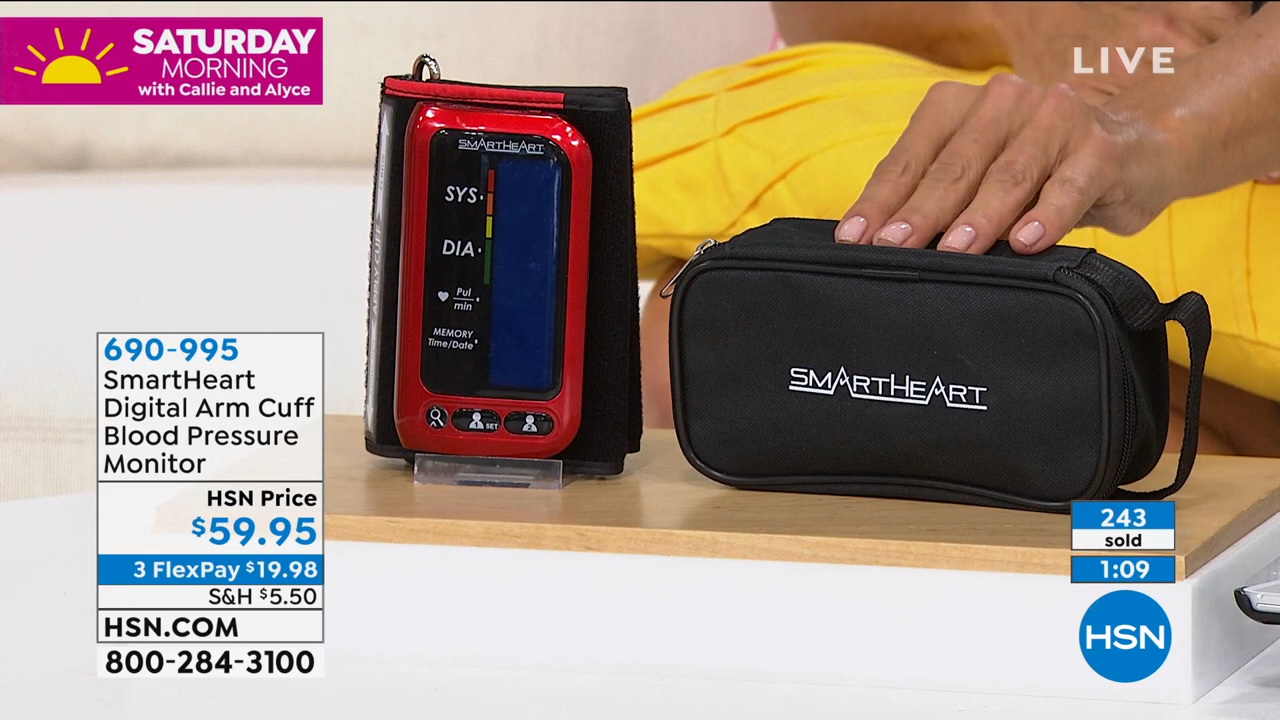 SATURDAY
MORNING
with Callie and Alyce
LIVE
SMARTHEART
SYS
DIA
Pul
min
MEMORY
Time/Date
1 SET
2
SMARTHEART
690-995
SmartHeart
Digital Arm Cuff
Blood Pressure
Monitor
HSN Price
$59.95
3 FlexPay $19.98
S&H $5.50
HSN.COM
800-284-3100
243
sold
1:09
HSN